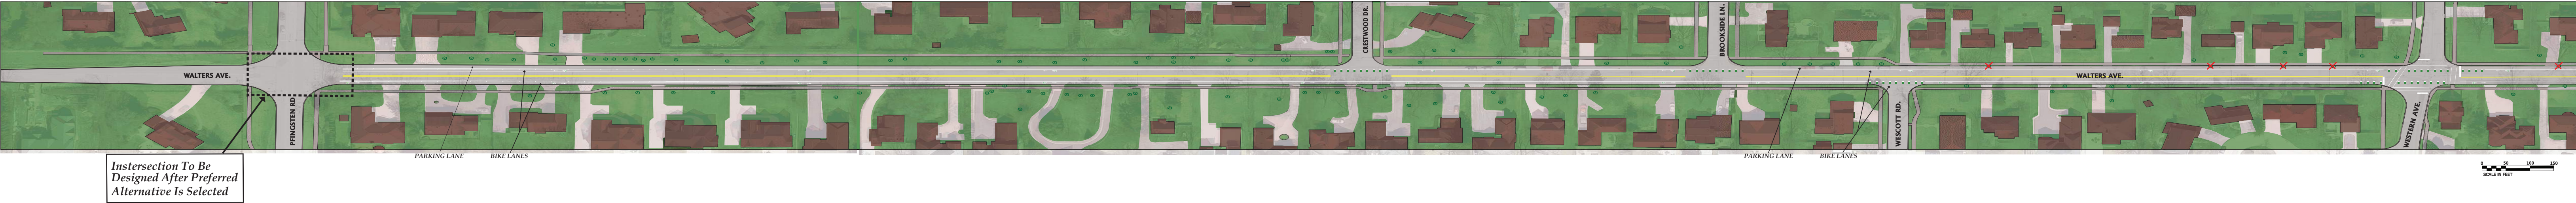 CRESTWOOD DR.
BROOKSIDE LN.
WALTERS AVE.
WALTERS AVE.
PFINGSTEN RD
WESCOTT RD.
WESTERN AVE.
PARKING LANE
BIKE LANES
PARKING LANE
BIKE LANES
Instersection To Be
Designed After Preferred
Alternative Is Selected
0 50 100 150
SCALE IN FEET